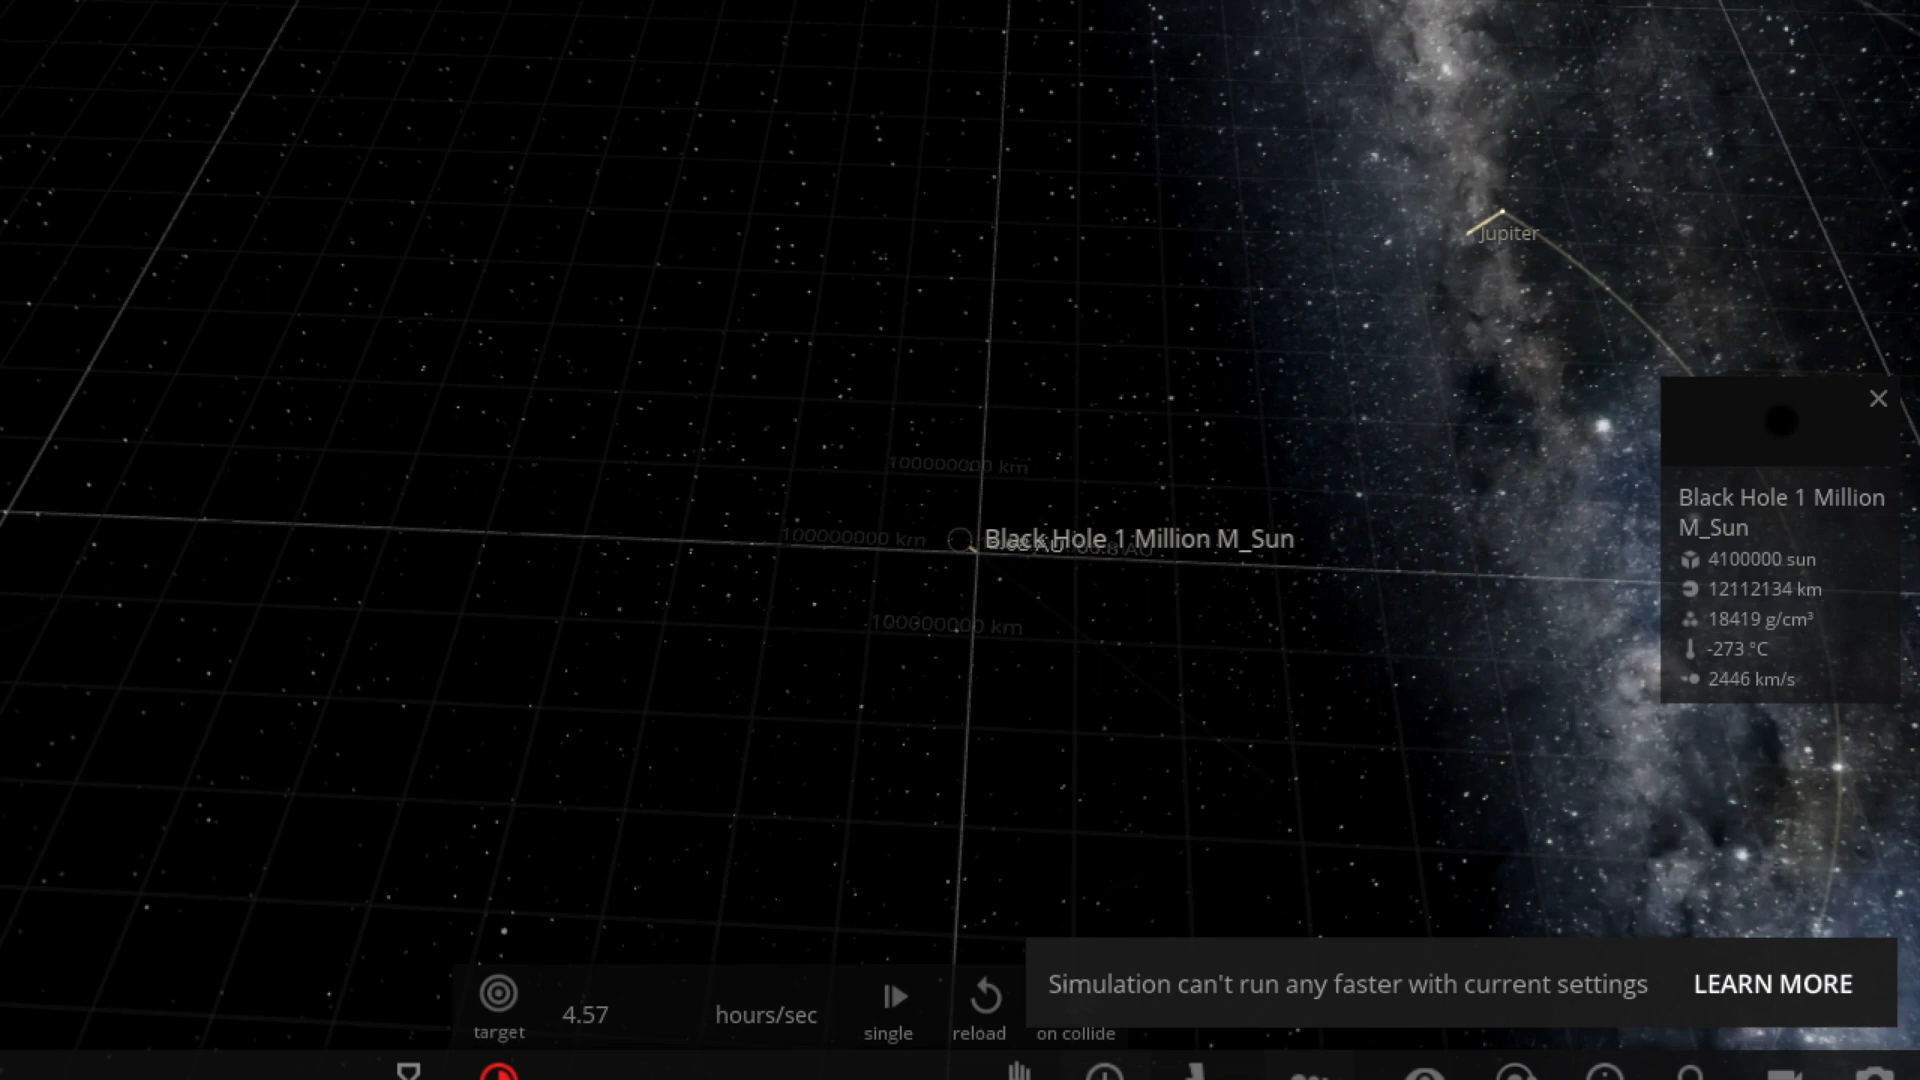 Jupiter
100000000 km
100000000 km
Black Hole 1 Million M_Sun
100000000 km
Black Hole 1 Million
M_Sun
4100000 sun
12112134 km
18419 g/cm³
-273 °C
2446 km/s
Simulation can't run any faster with current settings
LEARN MORE
4.57
hours/sec
target
single
reload
on collide